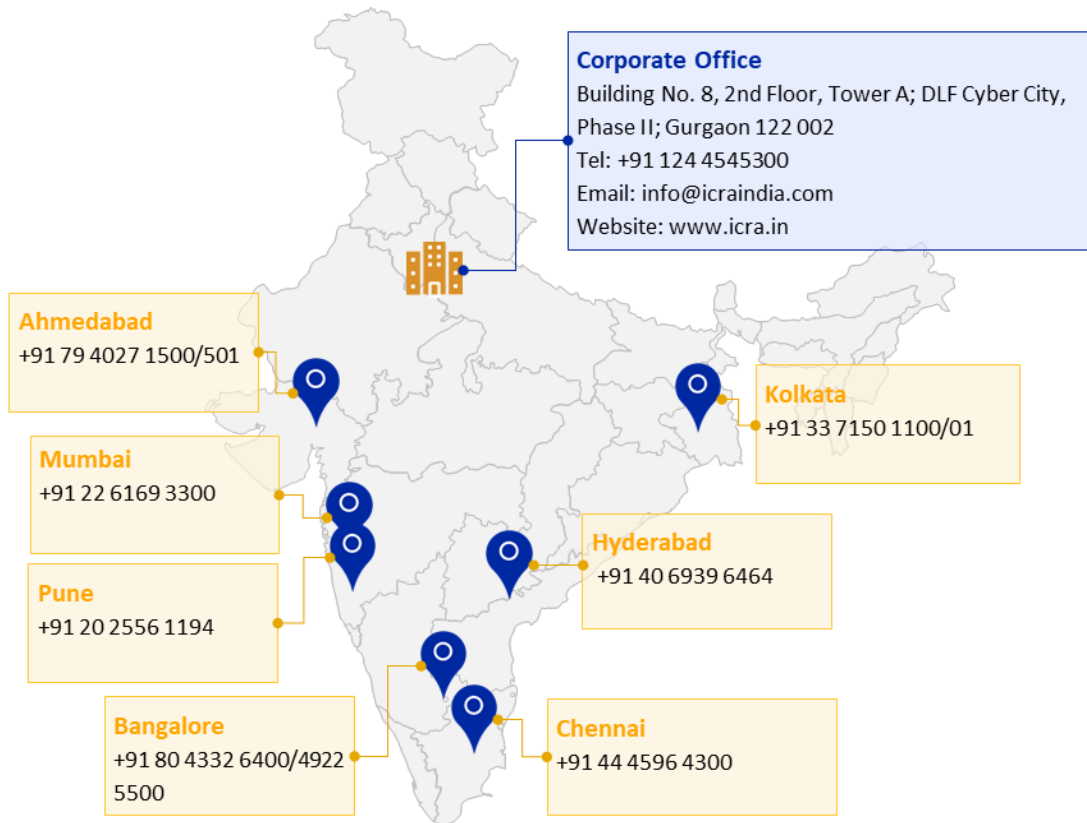 Corporate Office
Building No. 8, 2nd Floor, Tower A; DLF Cyber City,
Phase II; Gurgaon 122 002
Tel: +91 124 4545300
Email: info@icraindia.com
Website: www.icra.in
Ahmedabad
+91 79 4027 1500/501
Kolkata
+91 33 7150 1100/01
Mumbai
+91 22 6169 3300
Hyderabad
+91 40 6939 6464
Pune
+91 20 2556 1194
Bangalore
+91 80 4332 6400/4922
5500
Chennai
+91 44 4596 4300